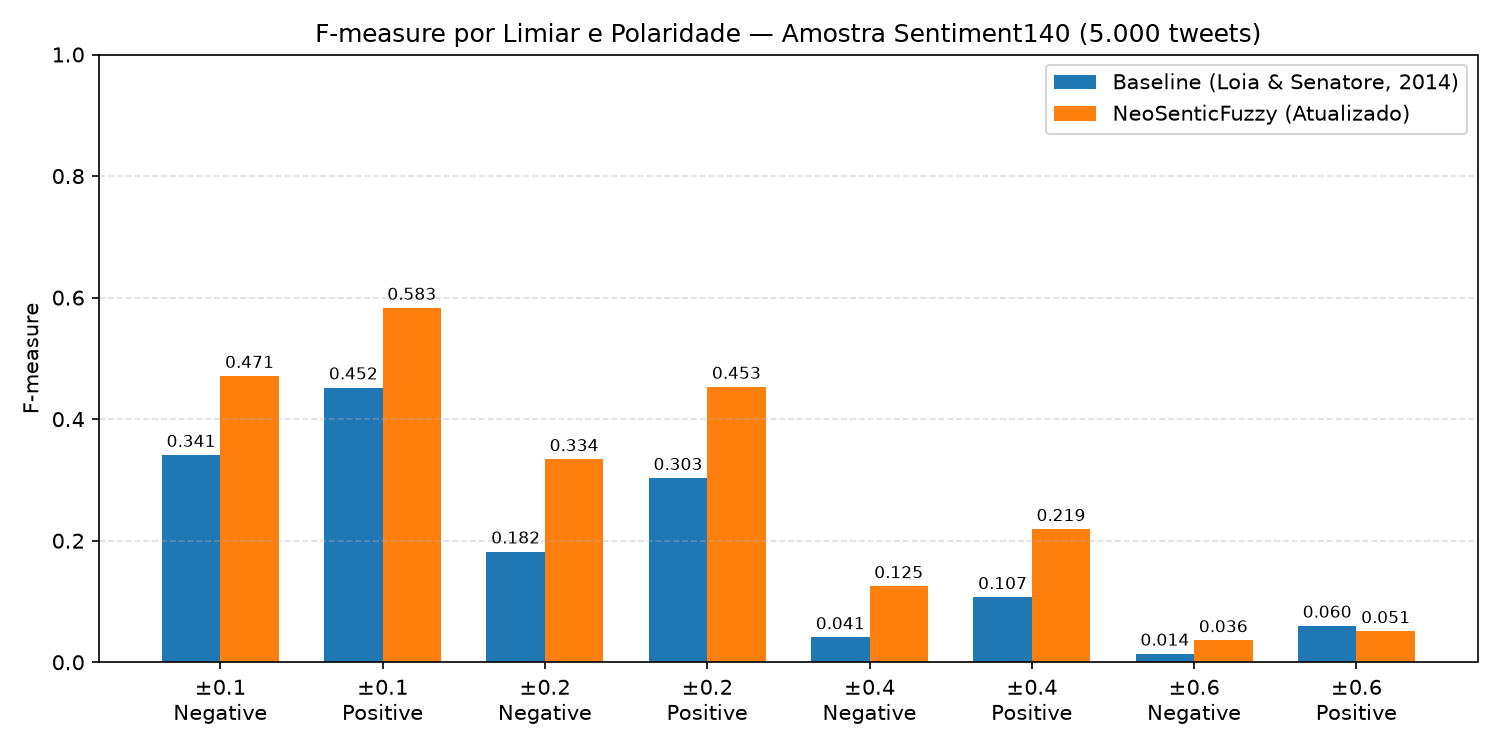 F-measure por Limiar e Polaridade — Amostra Sentiment140 (5.000 tweets)
Baseline (Loia & Senatore, 2014)
NeoSenticFuzzy (Atualizado)
F-measure
1.0
0.8
0.6
0.4
0.2
0.0
0.341
0.471
0.452
0.583
0.182
0.334
0.303
0.453
0.041
0.125
0.107
0.219
0.014
0.036
0.060
0.051
±0.1
Negative
±0.1
Positive
±0.2
Negative
±0.2
Positive
±0.4
Negative
±0.4
Positive
±0.6
Negative
±0.6
Positive